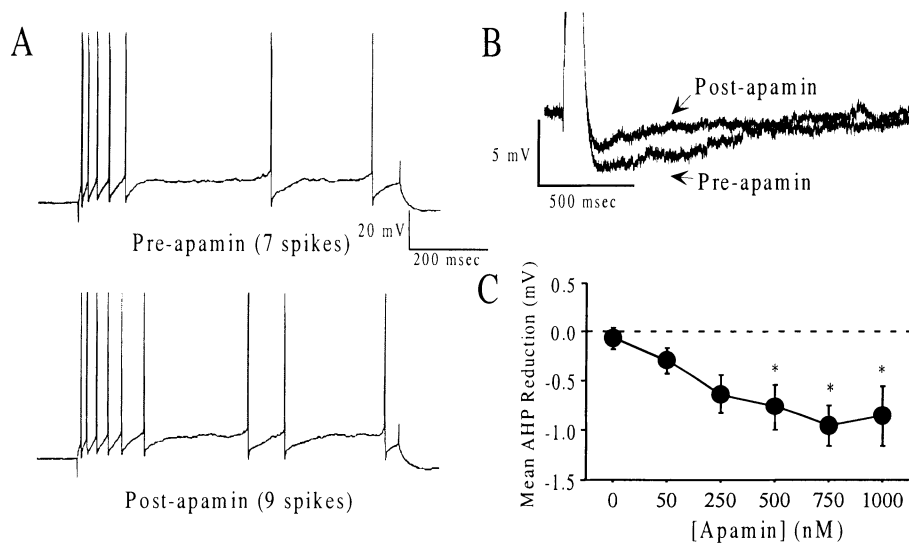 A
Pre-apamin (7 spikes)
20 mV
200 msec
Post-apamin (9 spikes)
B
Post-apamin
5 mV
Pre-apamin
500 msec
C
Mean AHP Reduction (mV)
0.5
0.0
-0.5
-1.0
-1.5
* * *
0 50 250 500 750 1000
[Apamin] (nM)